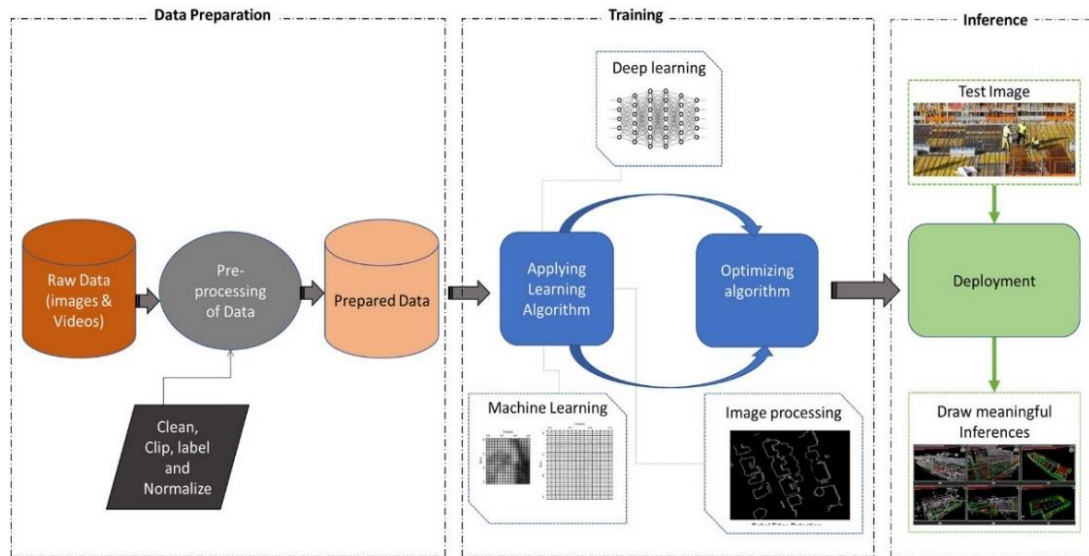 Data Preparation
Training
Inference
Deep learning
Test Image
Raw Data
(images &
Videos)
Pre-
processing
of Data
Prepared Data
Applying
Learning
Algorithm
Optimizing
algorithm
Deployment
Clean,
Clip, label
and
Normalize
Machine Learning
Image processing
Draw meaningful
Inferences